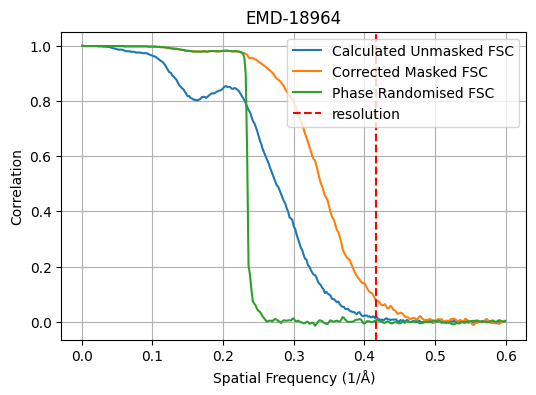 EMD-18964
1.0
0.8
0.6
0.4
0.2
0.0
Correlation
Calculated Unmasked FSC
Corrected Masked FSC
Phase Randomised FSC
resolution
0.0 0.1 0.2 0.3 0.4 0.5 0.6
Spatial Frequency (1/Å)